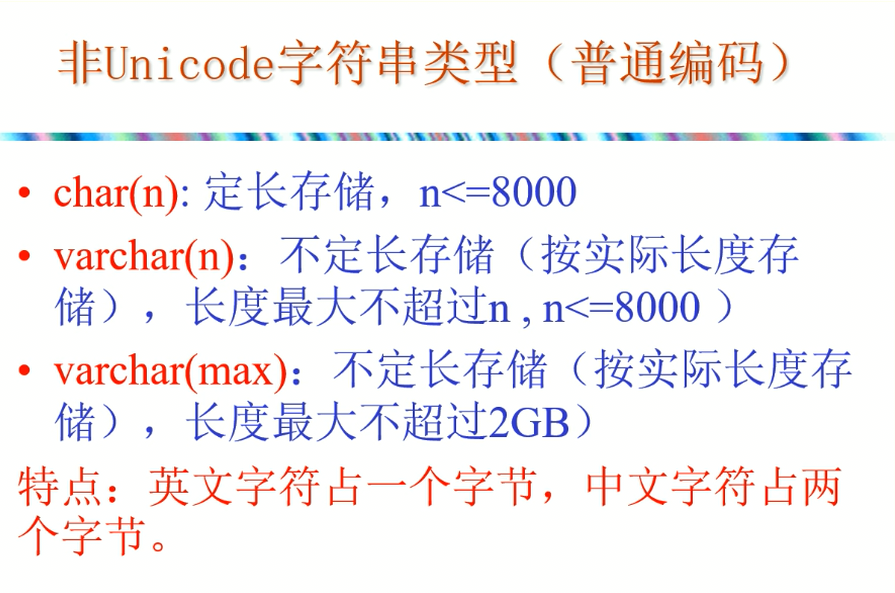 非Unicode字符串类型（普通编码）
• char(n): 定长存储，n<=8000
• varchar(n)：不定长存储（按实际长度存
储），长度最大不超过n , n<=8000 ）
• varchar(max)：不定长存储（按实际长度存
储），长度最大不超过2GB）
特点：英文字符占一个字节，中文字符占两
个字节。